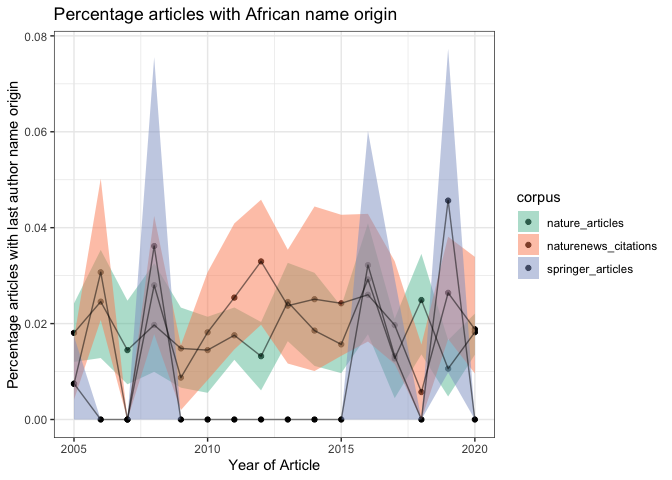 Percentage articles with African name origin
Percentage articles with last author name origin
0.08
0.06
0.04
0.02
0.00
2005
2010
2015
2020
Year of Article
corpus
nature_articles
naturenews_citations
springer_articles